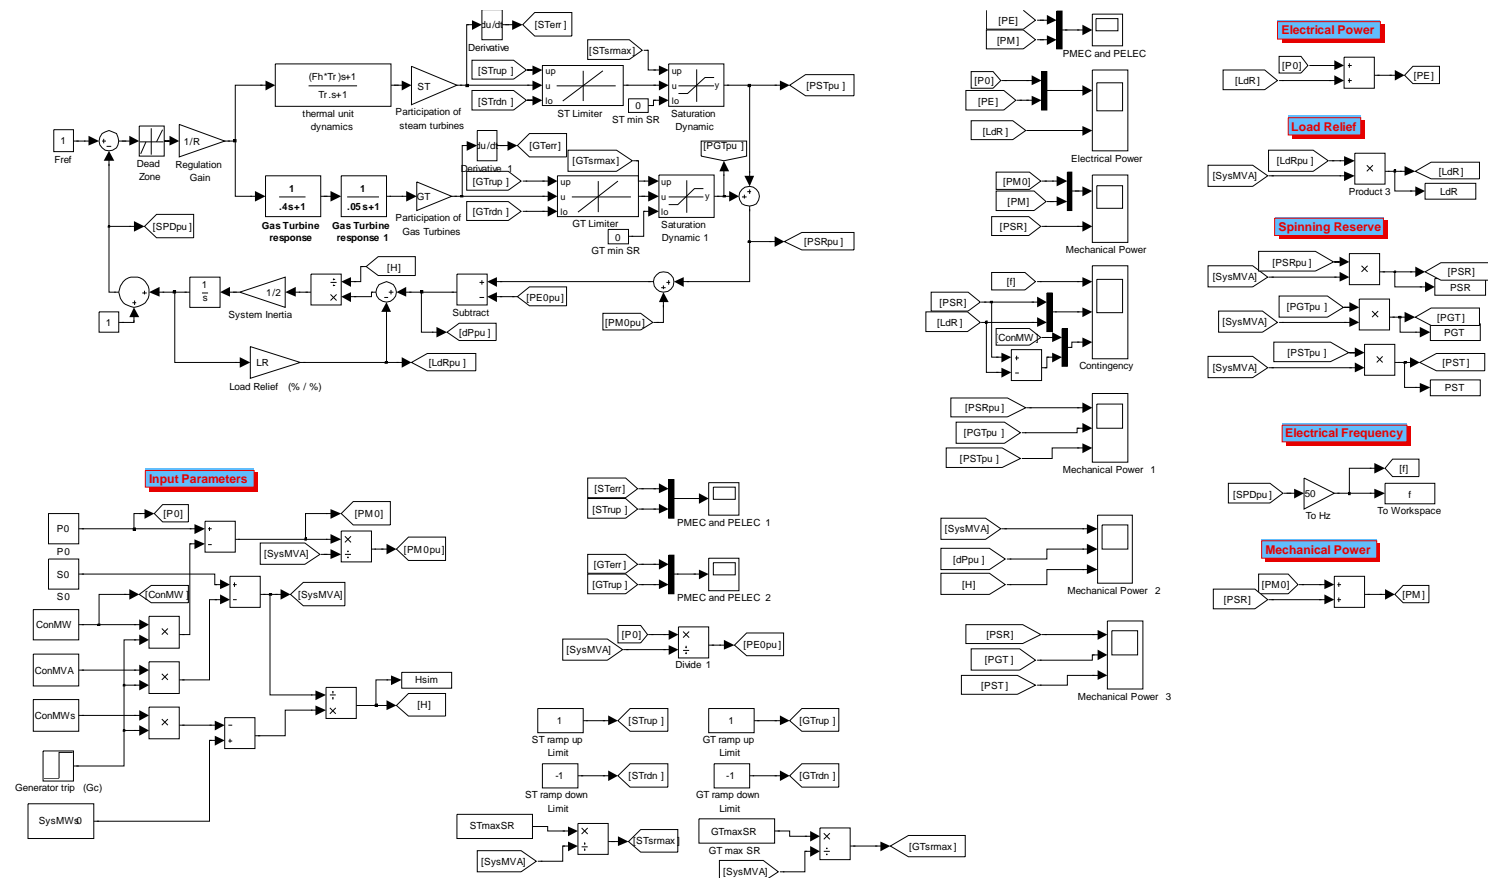 du/dt
[STerr]
Derivative
[STsrmax]
(Fh*Tr)s+1
Tr.s+1
thermal unit
dynamics
ST
Participation of
steam turbines
[STrup ]
[STrdn ]
up
u
lo
ST Limiter
0
ST min SR
up
u
lo
y
Saturation
Dynamic
[PSTpu ]
1
Fref
Dead
Zone
1/R
Regulation
Gain
du/dt
[GTerr]
Derivative 1
[GTsrmax]
[PGTpu ]
1
.4s+1
Gas Turbine
response
1
.05s+1
Gas Turbine
response 1
GT
Participation of
Gas Turbines
[GTrup ]
[GTrdn ]
up
u
lo
GT Limiter
0
GT min SR
up
u
lo
y
Saturation
Dynamic 1
[PSRpu ]
[SPDpu ]
1
1
s
1/2
System Inertia
÷
×
[H]
+
−
Subtract
[PE0pu]
[PM0pu]
[dPpu ]
LR
Load Relief   (% / %)
[LdRpu ]
[PE]
[PM]
PMEC and PELEC
[P0]
[PE]
[LdR]
Electrical Power
[PM0]
[PM]
[PSR]
Mechanical Power
[f]
[PSR]
[LdR]
[ConMW]
+
−
Contingency
[PSRpu]
[PGTpu]
[PSTpu ]
Mechanical Power  1
[SysMVA]
[dPpu ]
[H]
Mechanical Power  2
[PSR]
[PGT ]
[PST]
Mechanical Power  3
Electrical Power
[P0]
[LdR]
+
+
[PE]
Load Relief
[LdRpu]
[SysMVA]
×
Product 3
[LdR]
LdR
Spinning Reserve
[PSRpu]
[SysMVA]
×
[PSR]
PSR
[PGTpu]
[SysMVA]
×
[PGT]
PGT
[PSTpu ]
[SysMVA]
×
[PST]
PST
Electrical Frequency
[SPDpu]
50
To Hz
[f]
f
To Workspace
Mechanical Power
[PM0]
[PSR]
+
+
[PM]
Input Parameters
P0
P0
[P0]
+
−
[PM0]
[SysMVA]
×
÷
[PM0pu]
S0
S0
+
−
[SysMVA]
ConMW
[ConMW]
×
ConMVA
×
ConMWs
×
−
+
÷
×
Hsim
[H]
Generator trip   (Gc)
SysMWs0
[STerr]
[STrup]
PMEC and PELEC  1
[GTerr]
[GTrup]
PMEC and PELEC  2
[P0]
[SysMVA]
×
÷
Divide 1
[PE0pu]
1
ST ramp up
Limit
[STrup]
1
GT ramp up
Limit
[GTrup]
-1
ST ramp down
Limit
[STrdn ]
-1
GT ramp down
Limit
[GTrdn]
STmaxSR
[SysMVA]
×
÷
[STsrmax]
GTmaxSR
GT max SR
[SysMVA]
×
÷
[GTsrmax]